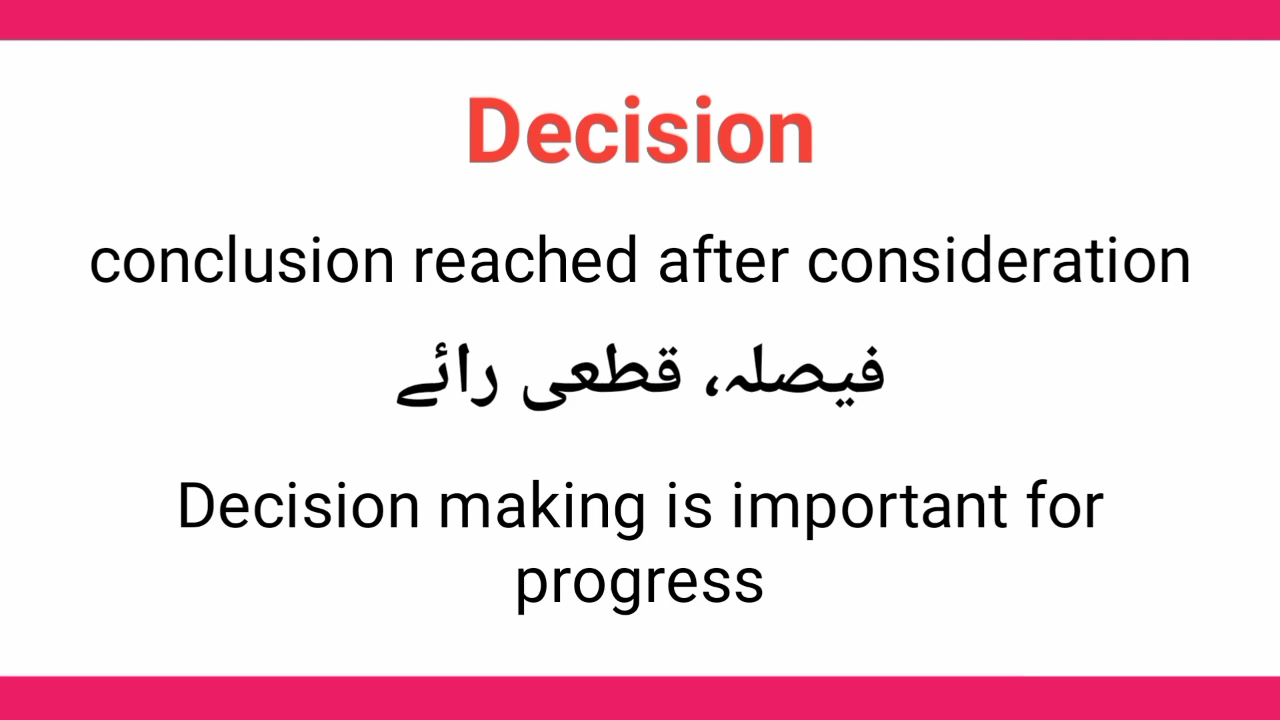 Decision
conclusion reached after consideration
فیصلہ، قطعی رائے
Decision making is important for
progress